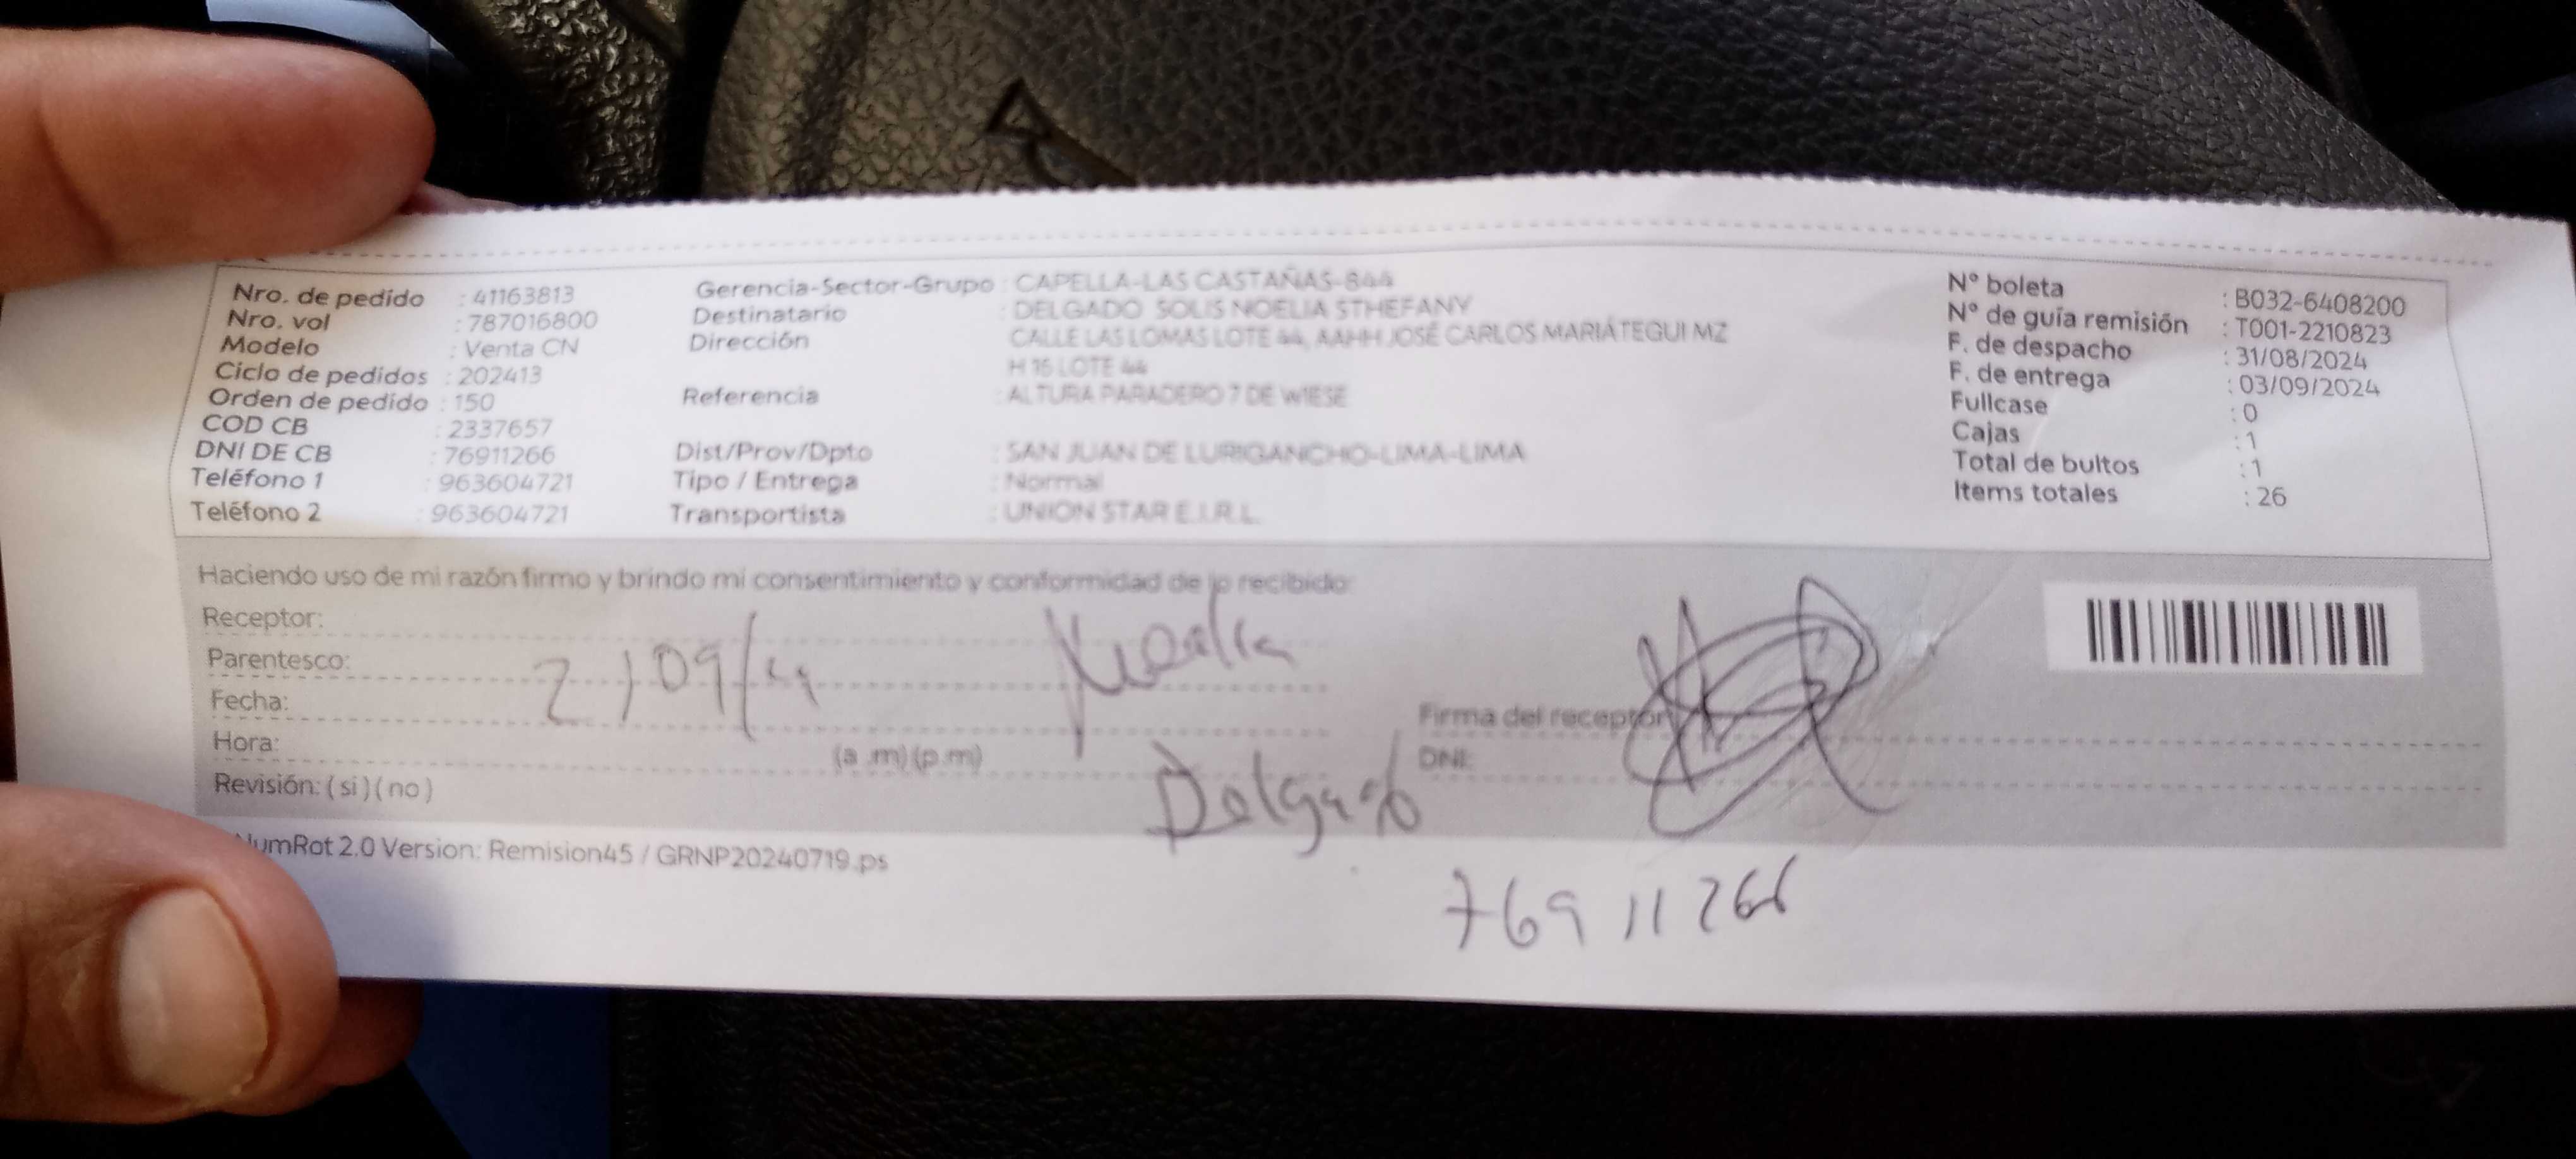 Nro. de pedido : 41163813
Nro. vol : 787016800
Modelo : Venta CN
Ciclo de pedidos : 202413
Orden de pedido : 150
COD CB : 2337657
DNI DE CB : 76911266
Teléfono 1 : 963604721
Teléfono 2 : 963604721
Gerencia-Sector-Grupo : CAPELLA-LAS CASTAÑAS-844
Destinatario : DELGADO SOLIS NOELIA STHEFANY
Dirección : CALLE LAS LOMAS LOTE 44, AAHH JOSÉ CARLOS MARIÁTEGUI MZ
H 15 LOTE 44
Referencia : ALTURA PARADERO 7 DE WIESE
Dist/Prov/Dpto : SAN JUAN DE LURIGANCHO-LIMA-LIMA
Tipo / Entrega : Normal
Transportista : UNION STAR E.I.R.L.
Nº boleta : B032-6408200
Nº de guía remisión : T001-2210823
F. de despacho : 31/08/2024
F. de entrega : 03/09/2024
Fullcase : 0
Cajas : 1
Total de bultos : 1
Items totales : 26
Haciendo uso de mi razón firmo y brindo mi consentimiento y conformidad de lo recibido:
Receptor:
Parentesco:
Fecha: 2/09/24
Hora: (a .m) (p.m)
Revisión: ( si ) ( no )
Noelia
Delgado
Firma del receptor:
DNI:
76911266
NumRot 2.0 Version: Remision45 / GRNP20240719.ps